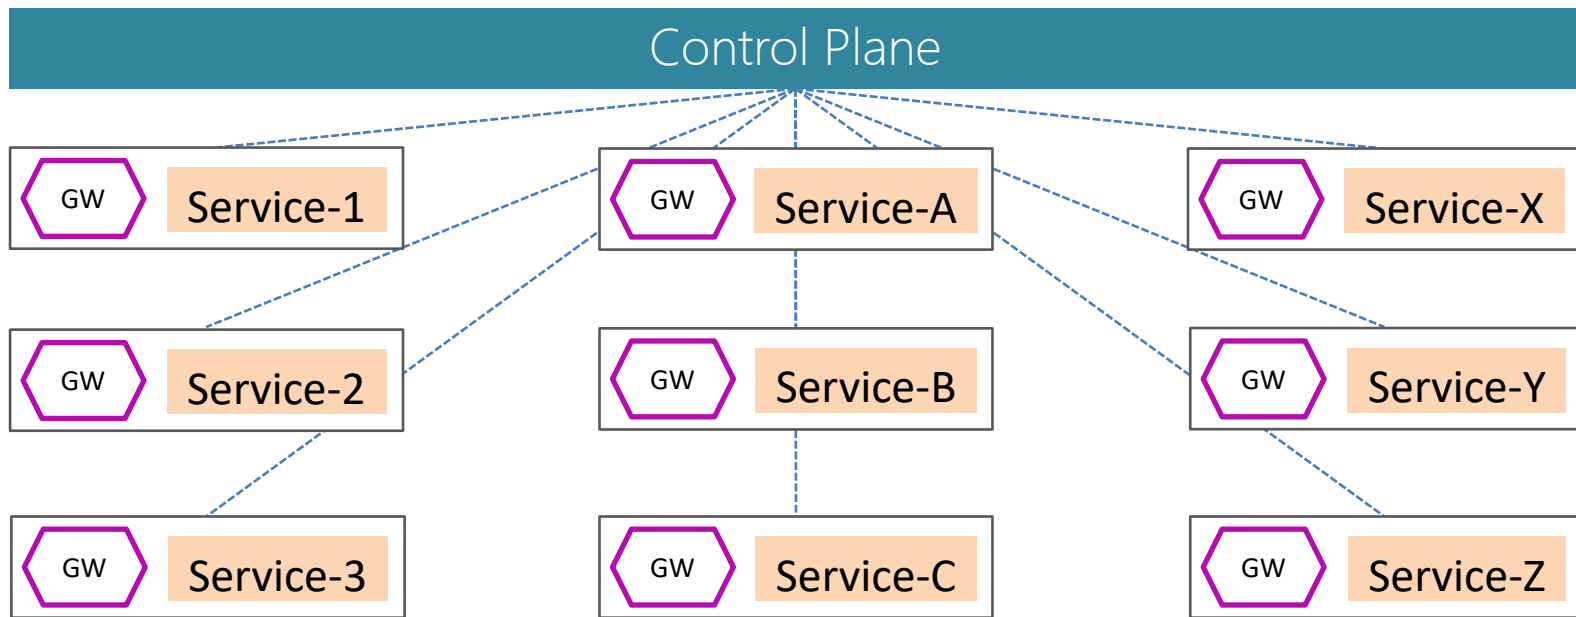 Control Plane
GW Service-1
GW Service-A
GW Service-X
GW Service-2
GW Service-B
GW Service-Y
GW Service-3
GW Service-C
GW Service-Z